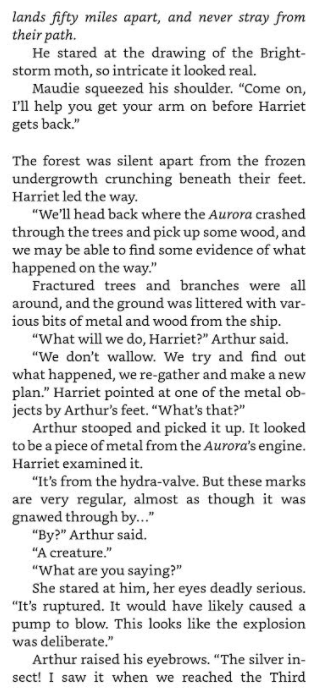 lands fifty miles apart, and never stray from
their path.
He stared at the drawing of the Bright-
storm moth, so intricate it looked real.
Maudie squeezed his shoulder. “Come on,
I’ll help you get your arm on before Harriet
gets back.”
The forest was silent apart from the frozen
undergrowth crunching beneath their feet.
Harriet led the way.
“We’ll head back where the Aurora crashed
through the trees and pick up some wood, and
we may be able to find some evidence of what
happened on the way.”
Fractured trees and branches were all
around, and the ground was littered with var-
ious bits of metal and wood from the ship.
“What will we do, Harriet?” Arthur said.
“We don’t wallow. We try and find out
what happened, we re-gather and make a new
plan.” Harriet pointed at one of the metal ob-
jects by Arthur’s feet. “What’s that?”
Arthur stooped and picked it up. It looked
to be a piece of metal from the Aurora’s engine.
Harriet examined it.
“It’s from the hydra-valve. But these marks
are very regular, almost as though it was
gnawed through by…”
“By?” Arthur said.
“A creature.”
“What are you saying?”
She stared at him, her eyes deadly serious.
“It’s ruptured. It would have likely caused a
pump to blow. This looks like the explosion
was deliberate.”
Arthur raised his eyebrows. “The silver in-
sect! I saw it when we reached the Third